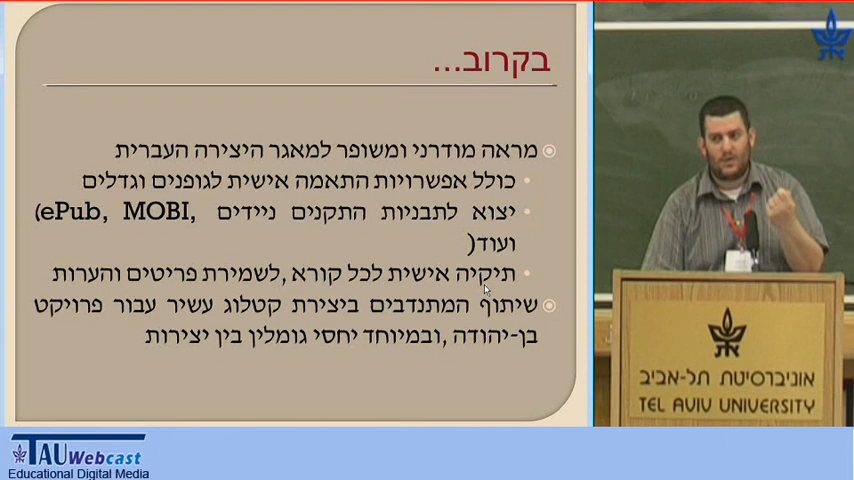 בקרוב...
מראה מודרני ומשופר למאגר היצירה העברית
כולל אפשרויות התאמה אישית לגופנים וגדלים
יצוא לתבניות התקנים ניידים (ePub, MOBI,
ועוד)
תיקיה אישית לכל קורא, לשמירת פריטים והערות
שיתוף המתנדבים ביצירת קטלוג עשיר עבור פרויקט
בן-יהודה, ובמיוחד יחסי גומלין בין יצירות
אוניברסיטת תל-אביב
TEL AVIV UNIVERSITY
TAU Webcast
Educational Digital Media